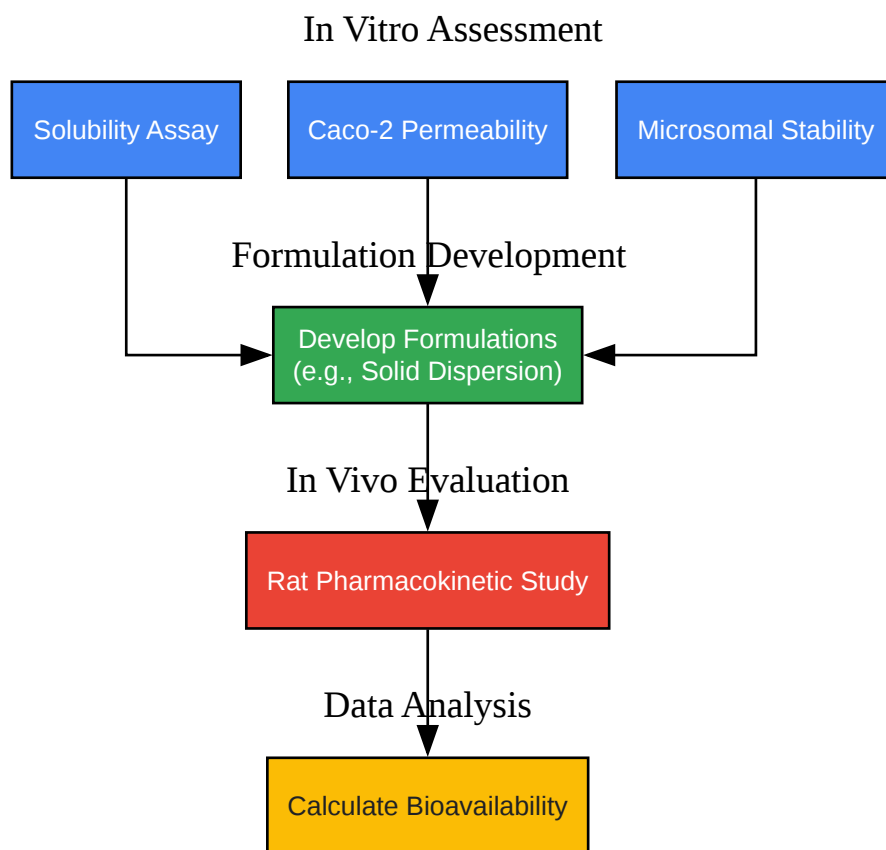 In Vitro Assessment
Solubility Assay
Caco-2 Permeability
Microsomal Stability
Formulation Development
Develop Formulations
(e.g., Solid Dispersion)
In Vivo Evaluation
Rat Pharmacokinetic Study
Data Analysis
Calculate Bioavailability